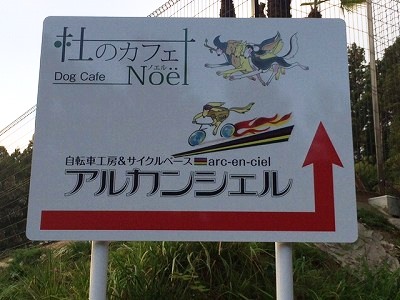 杜のカフェ
ノエル
Dog Cafe Noël
自転車工房&サイクルベース arc-en-ciel
アルカンシェル